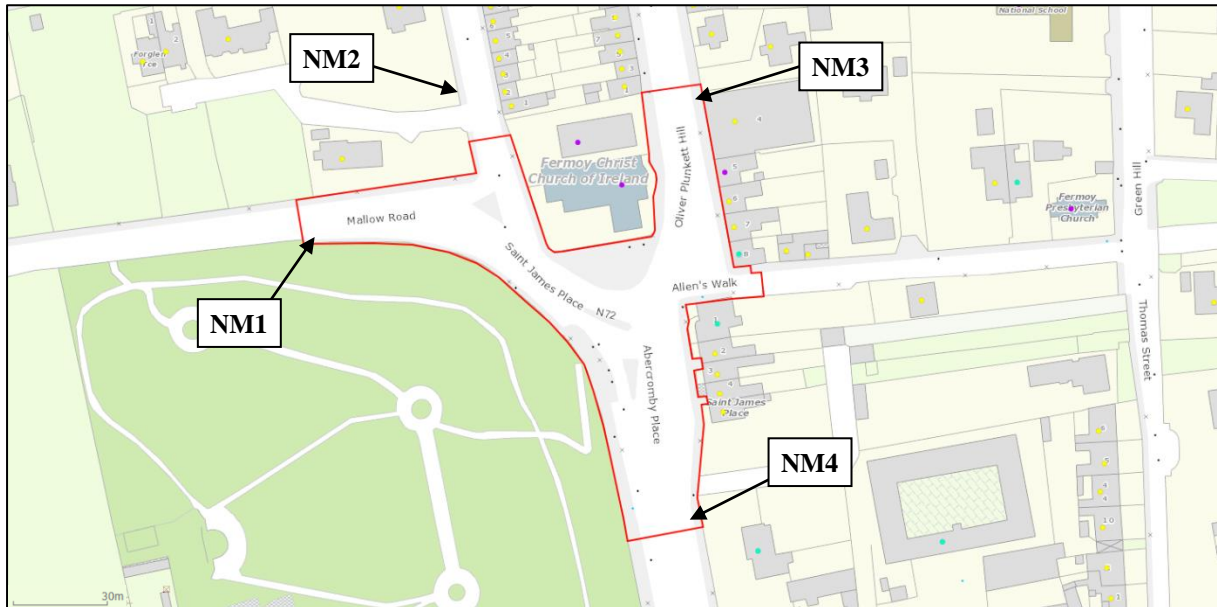 National School
Forglen
Tce
NM2
NM3
Fermoy Christ
Church of Ireland
Oliver Plunkett Hill
Green Hill
Fermoy
Presbyterian
Church
Mallow Road
Saint James Place
N72
Allen's Walk
NM1
Abercromby Place
Saint James
Place
Thomas Street
NM4
30m